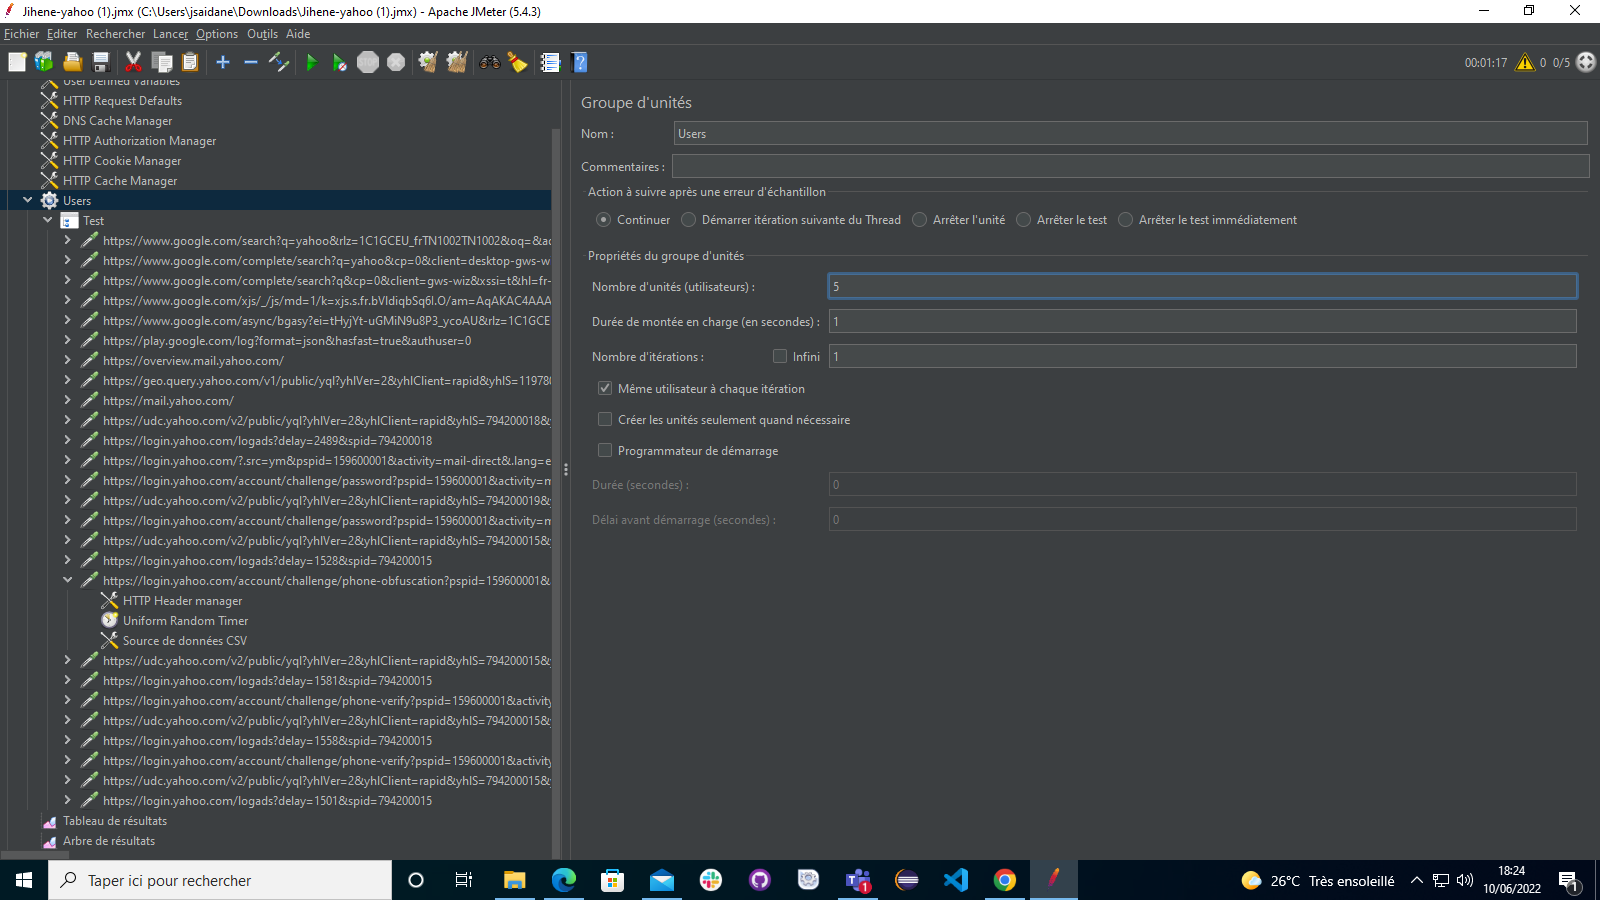 Jihene-yahoo (1).jmx (C:\Users\jsaidane\Downloads\Jihene-yahoo (1).jmx) - Apache JMeter (5.4.3)
Fichier Editer Rechercher Lancer Options Outils Aide
STOP
00:01:17 0 0/5
User Defined Variables
HTTP Request Defaults
DNS Cache Manager
HTTP Authorization Manager
HTTP Cookie Manager
HTTP Cache Manager
Users
Test
https://www.google.com/search?q=yahoo&rlz=1C1GCEU_frTN1002TN1002&oq=&aq
https://www.google.com/complete/search?q=yahoo&cp=0&client=desktop-gws-w
https://www.google.com/complete/search?q&cp=0&client=gws-wiz&xssi=t&hl=fr-
https://www.google.com/xjs/_/js/md=1/k=xjs.s.fr.bVldiqbSq6I.O/am=AqAKAC4AAA
https://www.google.com/async/bgasy?ei=tHyjYt-uGMiN9u8P3_ycoAU&rlz=1C1GCE
https://play.google.com/log?format=json&hasfast=true&authuser=0
https://overview.mail.yahoo.com/
https://geo.query.yahoo.com/v1/public/yql?yhlVer=2&yhlClient=rapid&yhlS=119780
https://mail.yahoo.com/
https://udc.yahoo.com/v2/public/yql?yhlVer=2&yhlClient=rapid&yhlS=794200018&y
https://login.yahoo.com/logads?delay=2489&spid=794200018
https://login.yahoo.com/?.src=ym&pspid=159600001&activity=mail-direct&.lang=e
https://login.yahoo.com/account/challenge/password?pspid=159600001&activity=m
https://udc.yahoo.com/v2/public/yql?yhlVer=2&yhlClient=rapid&yhlS=794200019&y
https://login.yahoo.com/account/challenge/password?pspid=159600001&activity=m
https://udc.yahoo.com/v2/public/yql?yhlVer=2&yhlClient=rapid&yhlS=794200015&y
https://login.yahoo.com/logads?delay=1528&spid=794200015
https://login.yahoo.com/account/challenge/phone-obfuscation?pspid=159600001&
HTTP Header manager
Uniform Random Timer
Source de données CSV
https://udc.yahoo.com/v2/public/yql?yhlVer=2&yhlClient=rapid&yhlS=794200015&y
https://login.yahoo.com/logads?delay=1581&spid=794200015
https://login.yahoo.com/account/challenge/phone-verify?pspid=159600001&activity
https://udc.yahoo.com/v2/public/yql?yhlVer=2&yhlClient=rapid&yhlS=794200015&y
https://login.yahoo.com/logads?delay=1558&spid=794200015
https://login.yahoo.com/account/challenge/phone-verify?pspid=159600001&activity
https://udc.yahoo.com/v2/public/yql?yhlVer=2&yhlClient=rapid&yhlS=794200015&y
https://login.yahoo.com/logads?delay=1501&spid=794200015
Tableau de résultats
Arbre de résultats
Groupe d'unités
Nom : Users
Commentaires :
Action à suivre après une erreur d'échantillon
Continuer Démarrer itération suivante du Thread Arrêter l'unité Arrêter le test Arrêter le test immédiatement
Propriétés du groupe d'unités
Nombre d'unités (utilisateurs) : 5
Durée de montée en charge (en secondes) : 1
Nombre d'itérations : Infini 1
Même utilisateur à chaque itération
Créer les unités seulement quand nécessaire
Programmateur de démarrage
Durée (secondes) : 0
Délai avant démarrage (secondes) : 0
Taper ici pour rechercher
1
26°C Très ensoleillé
18:24
10/06/2022
1